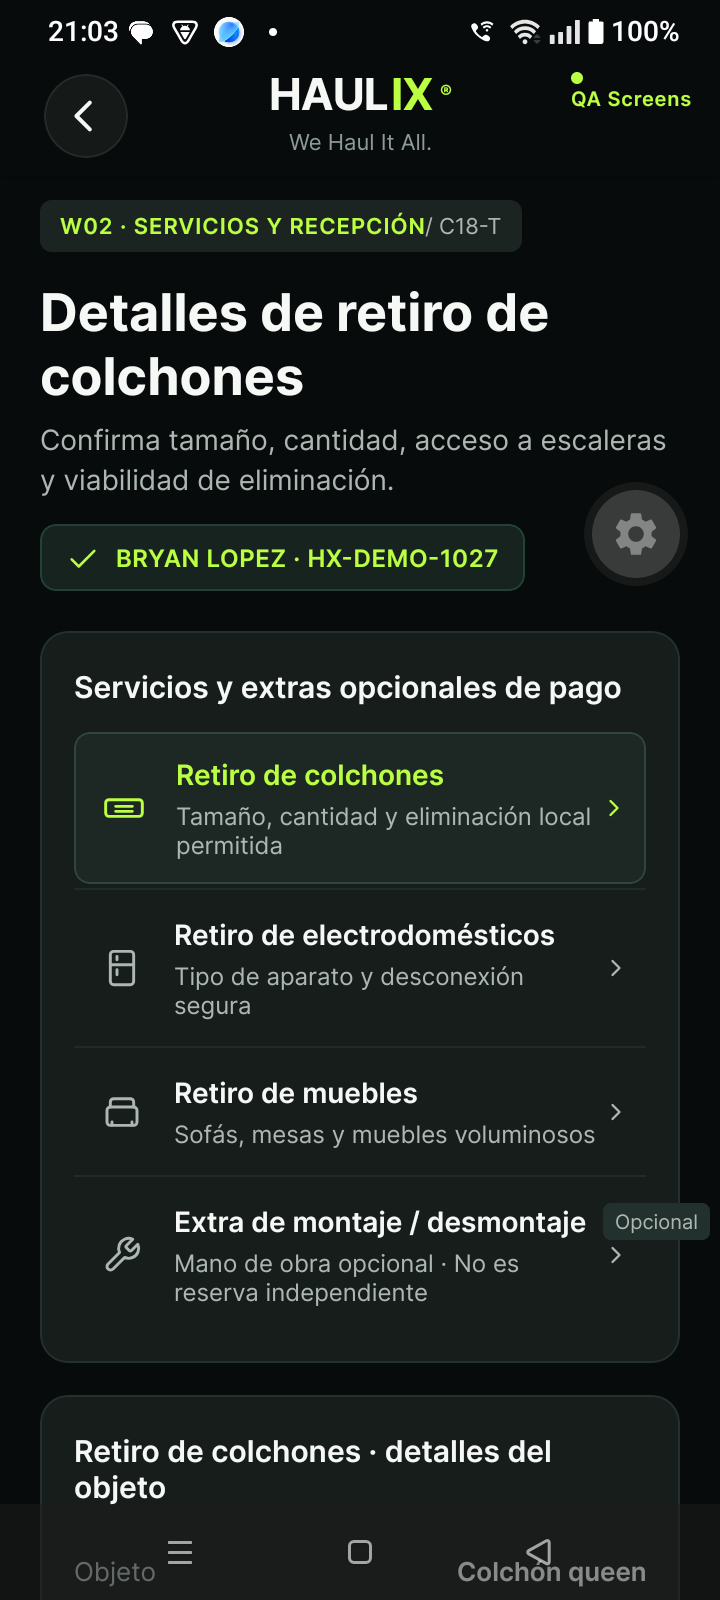 21:03
100%
HAULIX ®
QA Screens
We Haul It All.
W02 · SERVICIOS Y RECEPCIÓN/ C18-T
Detalles de retiro de
colchones
Confirma tamaño, cantidad, acceso a escaleras
y viabilidad de eliminación.
BRYAN LOPEZ · HX-DEMO-1027
Servicios y extras opcionales de pago
Retiro de colchones
Tamaño, cantidad y eliminación local
permitida
Retiro de electrodomésticos
Tipo de aparato y desconexión
segura
Retiro de muebles
Sofás, mesas y muebles voluminosos
Extra de montaje / desmontaje
Opcional
Mano de obra opcional · No es
reserva independiente
Retiro de colchones · detalles del
objeto
Objeto
Colchón queen